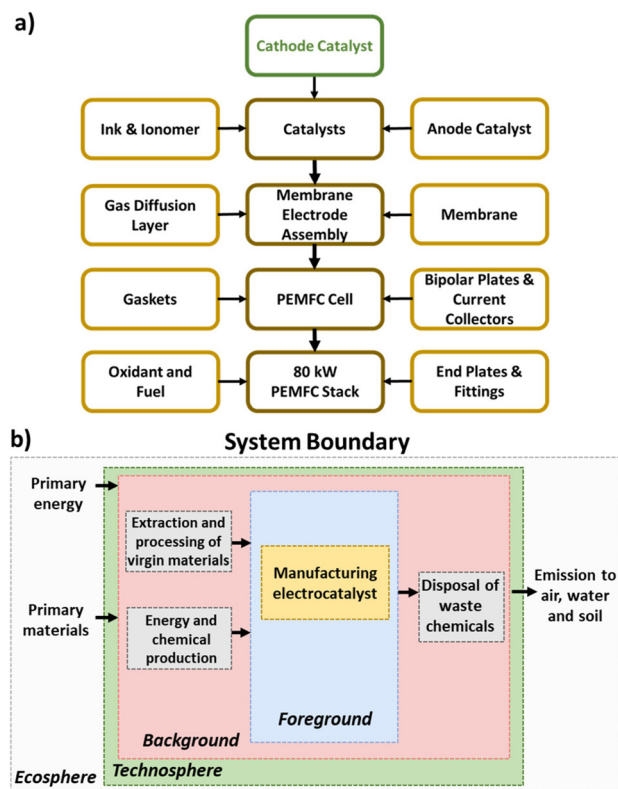 a)
Cathode Catalyst
Ink & Ionomer
Catalysts
Anode Catalyst
Gas Diffusion
Layer
Membrane
Electrode
Assembly
Membrane
Gaskets
PEMFC Cell
Bipolar Plates &
Current
Collectors
Oxidant and
Fuel
80 kW
PEMFC Stack
End Plates &
Fittings
b)
System Boundary
Primary
energy
Extraction and
processing of
virgin materials
Manufacturing
electrocatalyst
Disposal of
waste
chemicals
Emission to
air, water
and soil
Primary
materials
Energy and
chemical
production
Foreground
Background
Technosphere
Ecosphere